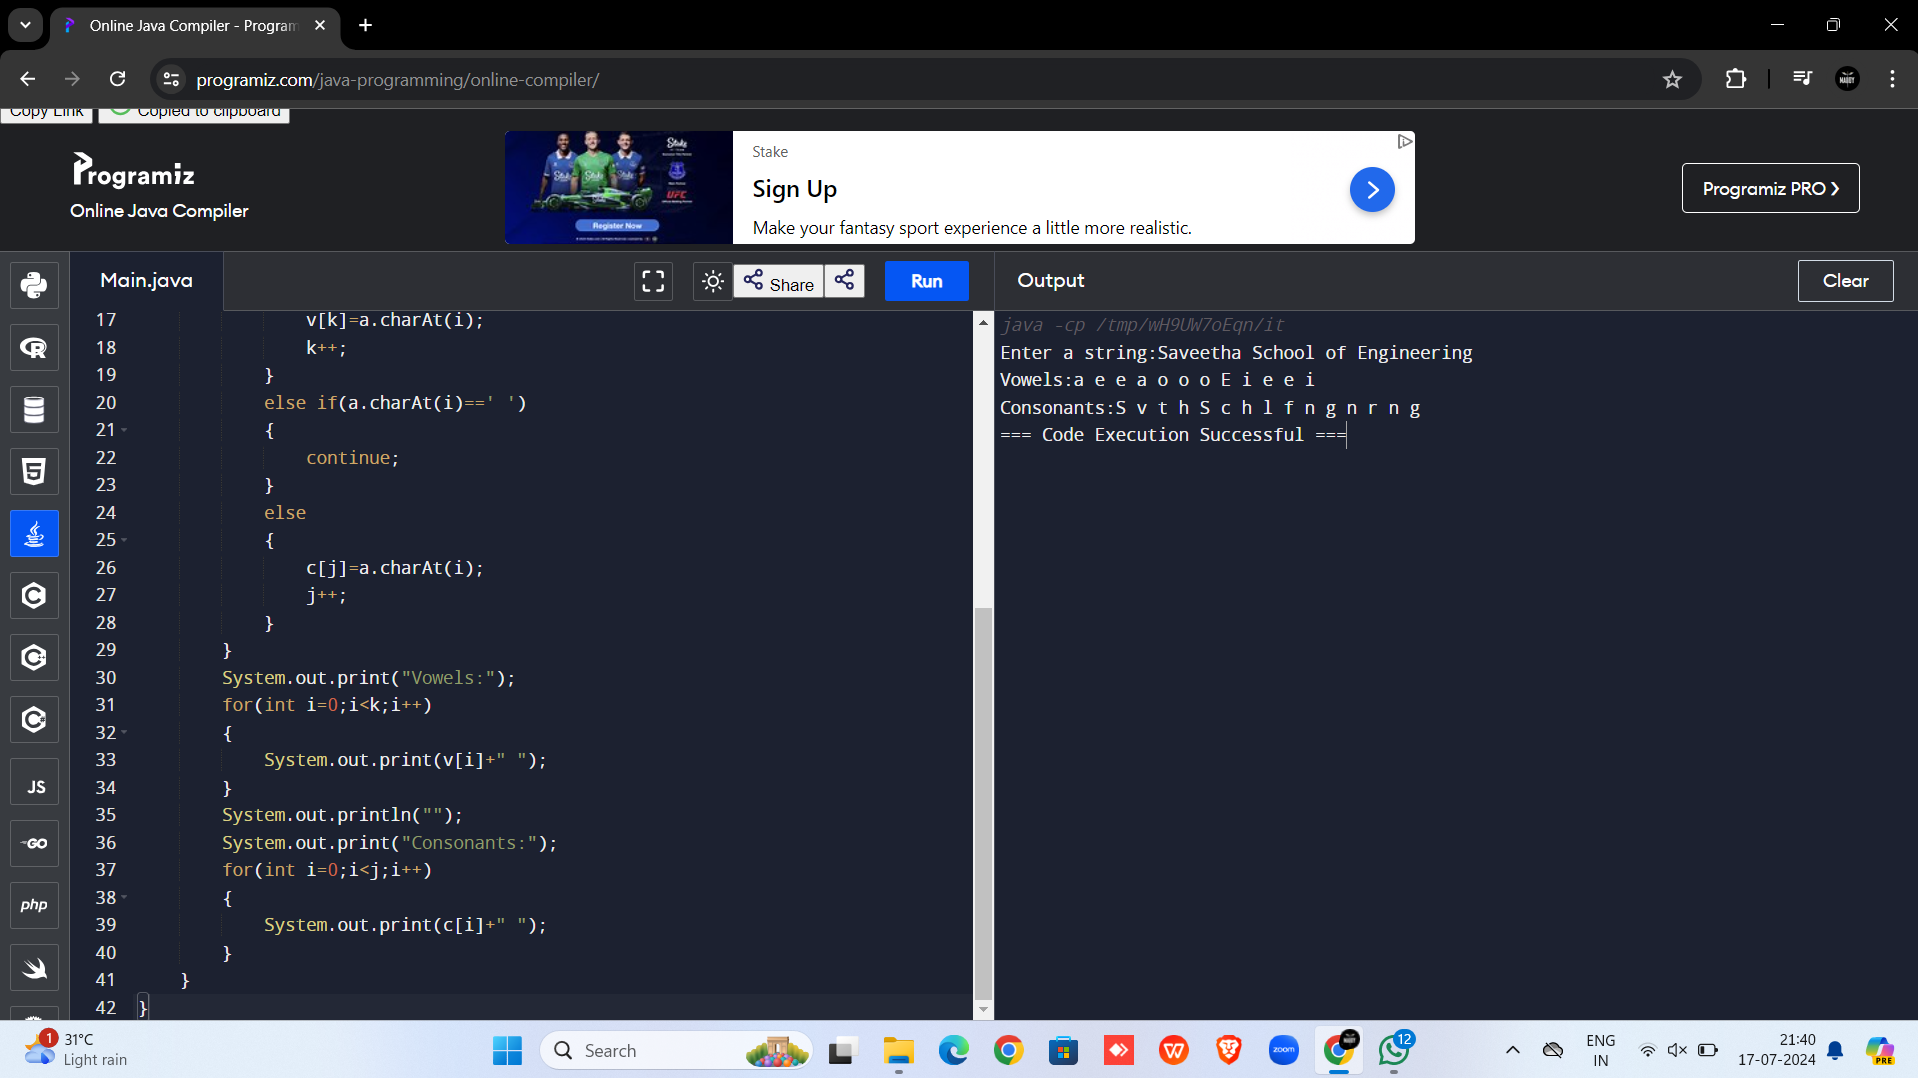 Online Java Compiler - Program
programiz.com/java-programming/online-compiler/
Copy Link
Copied to clipboard
Programiz
Online Java Compiler
Stake
Sign Up
Make your fantasy sport experience a little more realistic.
Register Now
Programiz PRO
Main.java
Share
Run
Output
Clear
17 v[k]=a.charAt(i);
18 k++;
19 }
20 else if(a.charAt(i)==' ')
21 {
22 continue;
23 }
24 else
25 {
26 c[j]=a.charAt(i);
27 j++;
28 }
29 }
30 System.out.print("Vowels:");
31 for(int i=0;i<k;i++)
32 {
33 System.out.print(v[i]+" ");
34 }
35 System.out.println("");
36 System.out.print("Consonants:");
37 for(int i=0;i<j;i++)
38 {
39 System.out.print(c[i]+" ");
40 }
41 }
42 }
java -cp /tmp/wH9UW7oEqn/it
Enter a string:Saveetha School of Engineering
Vowels:a e e a o o o E i e e i
Consonants:S v t h S c h l f n g n r n g
=== Code Execution Successful ===
JS
GO
php
1
31°C
Light rain
Search
zoom
12
ENG
IN
21:40
17-07-2024
PRE